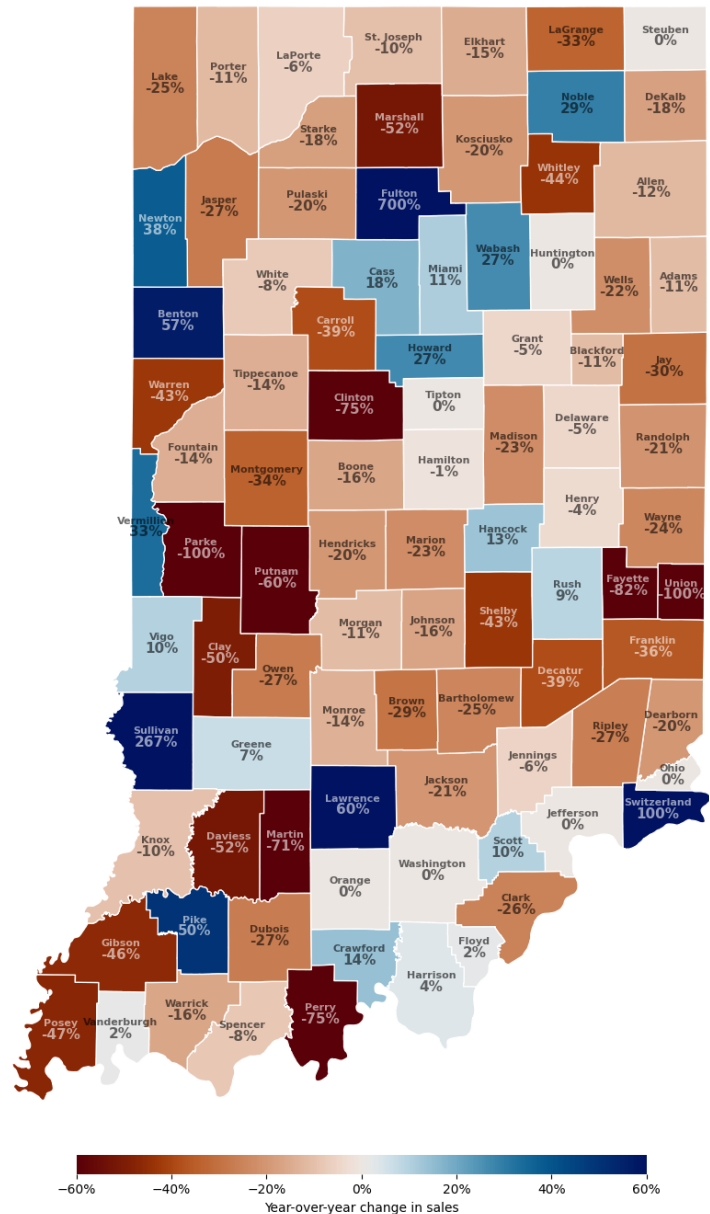 St. Joseph
-10%
Elkhart
-15%
LaGrange
-33%
Steuben
0%
LaPorte
-6%
Porter
-11%
Lake
-25%
Noble
29%
DeKalb
-18%
Marshall
-52%
Starke
-18%
Kosciusko
-20%
Whitley
-44%
Allen
-12%
Newton
38%
Jasper
-27%
Pulaski
-20%
Fulton
700%
White
-8%
Cass
18%
Miami
11%
Wabash
27%
Huntington
0%
Wells
-22%
Adams
-11%
Benton
57%
Carroll
-39%
Howard
27%
Grant
-5%
Blackford
-11%
Jay
-30%
Warren
-43%
Tippecanoe
-14%
Clinton
-75%
Tipton
0%
Delaware
-5%
Madison
-23%
Randolph
-21%
Fountain
-14%
Montgomery
-34%
Boone
-16%
Hamilton
-1%
Henry
-4%
Wayne
-24%
Vermillion
33%
Parke
-100%
Putnam
-60%
Hendricks
-20%
Marion
-23%
Hancock
13%
Rush
9%
Fayette
-82%
Union
-100%
Vigo
10%
Clay
-50%
Owen
-27%
Morgan
-11%
Johnson
-16%
Shelby
-43%
Decatur
-39%
Franklin
-36%
Sullivan
267%
Greene
7%
Monroe
-14%
Brown
-29%
Bartholomew
-25%
Jennings
-6%
Ripley
-27%
Dearborn
-20%
Ohio
0%
Lawrence
60%
Jackson
-21%
Jefferson
0%
Switzerland
100%
Knox
-10%
Daviess
-52%
Martin
-71%
Orange
0%
Washington
0%
Scott
10%
Clark
-26%
Gibson
-46%
Pike
50%
Dubois
-27%
Crawford
14%
Harrison
4%
Floyd
2%
Posey
-47%
Vanderburgh
2%
Warrick
-16%
Spencer
-8%
Perry
-75%
−60% −40% −20% 0% 20% 40% 60%
Year-over-year change in sales